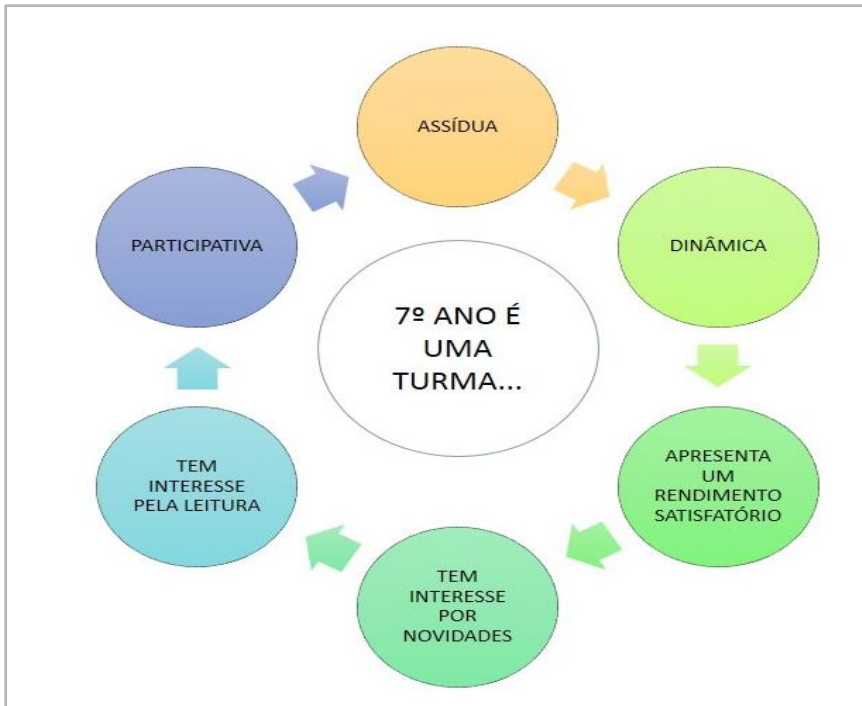 ASSÍDUA
DINÂMICA
APRESENTA
UM
RENDIMENTO
SATISFATÓRIO
TEM
INTERESSE
POR
NOVIDADES
TEM
INTERESSE
PELA LEITURA
PARTICIPATIVA
7º ANO É
UMA
TURMA...